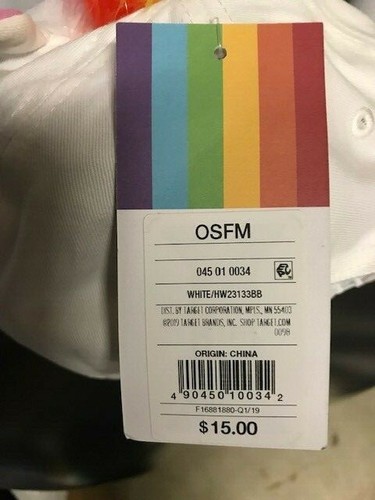 OSFM
045 01 0034
WHITE/HW23133BB
DIST. BY TARGET CORPORATION, MPLS., MN 55403
©2019 TARGET BRANDS, INC. SHOP TARGET.COM
0098
ORIGIN: CHINA
4 90450 10034 2
F16881880-Q1/19
$15.00